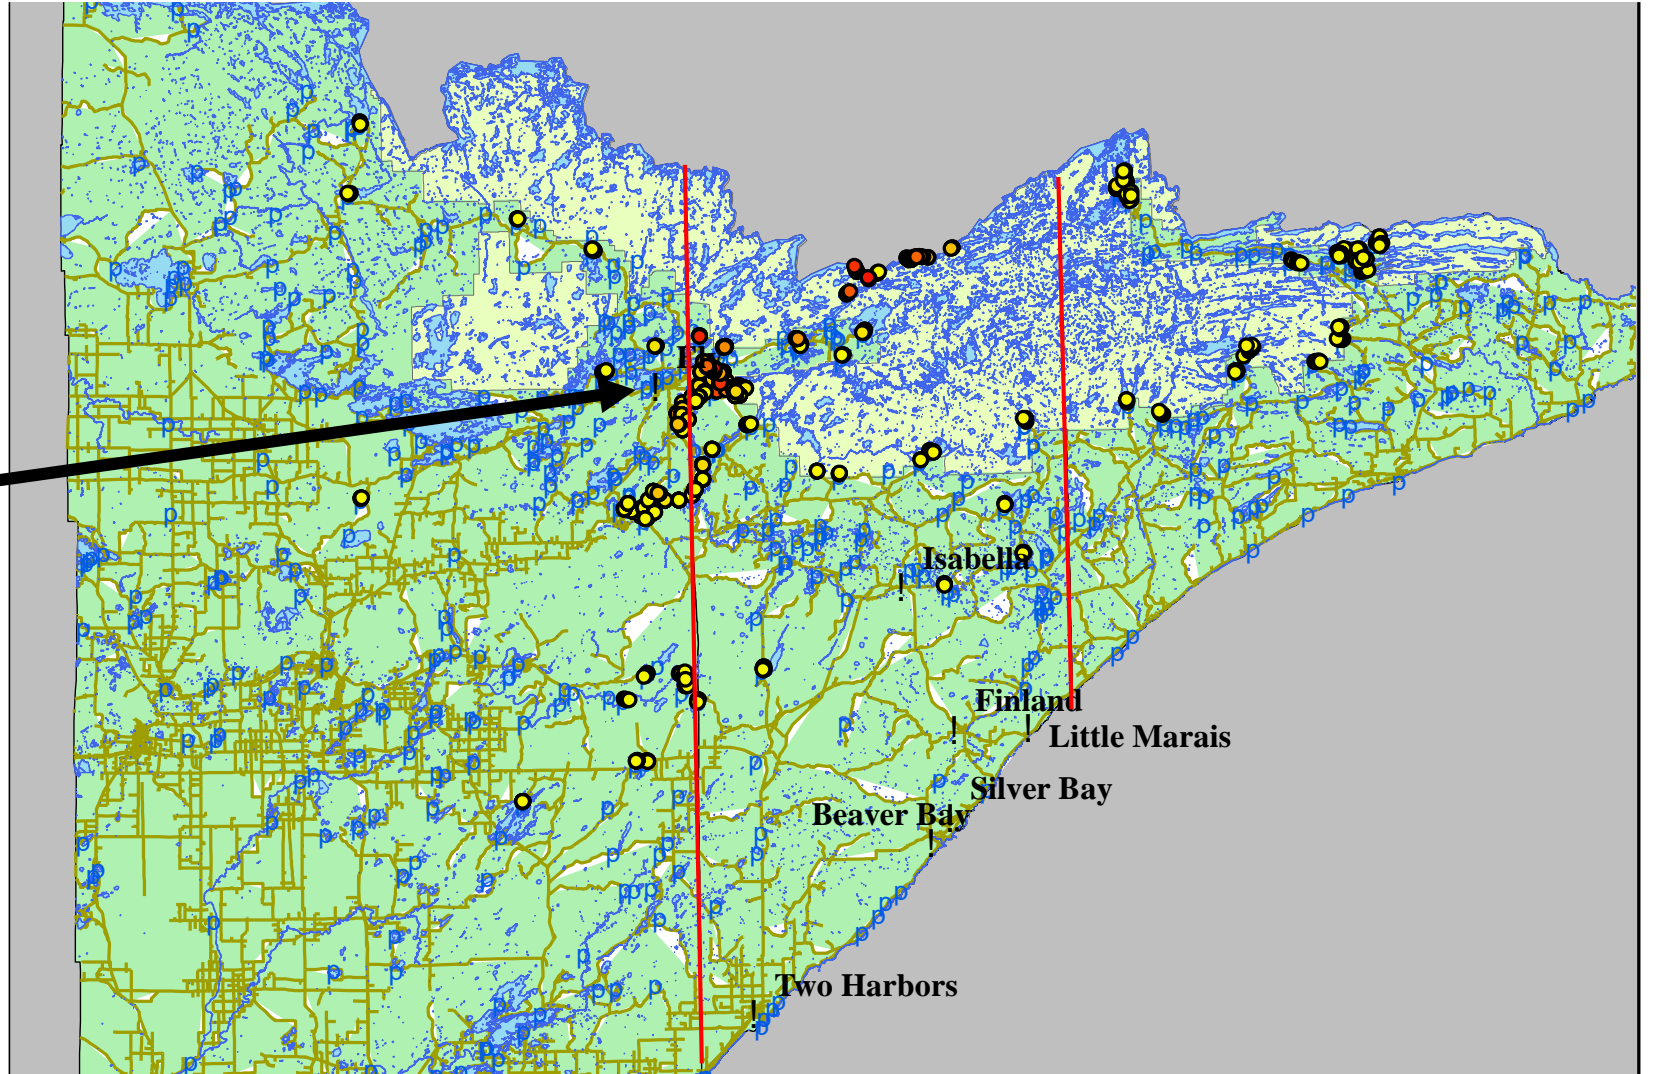 Isabella
Finland
Little Marais
Silver Bay
Beaver Bay
Two Harbors